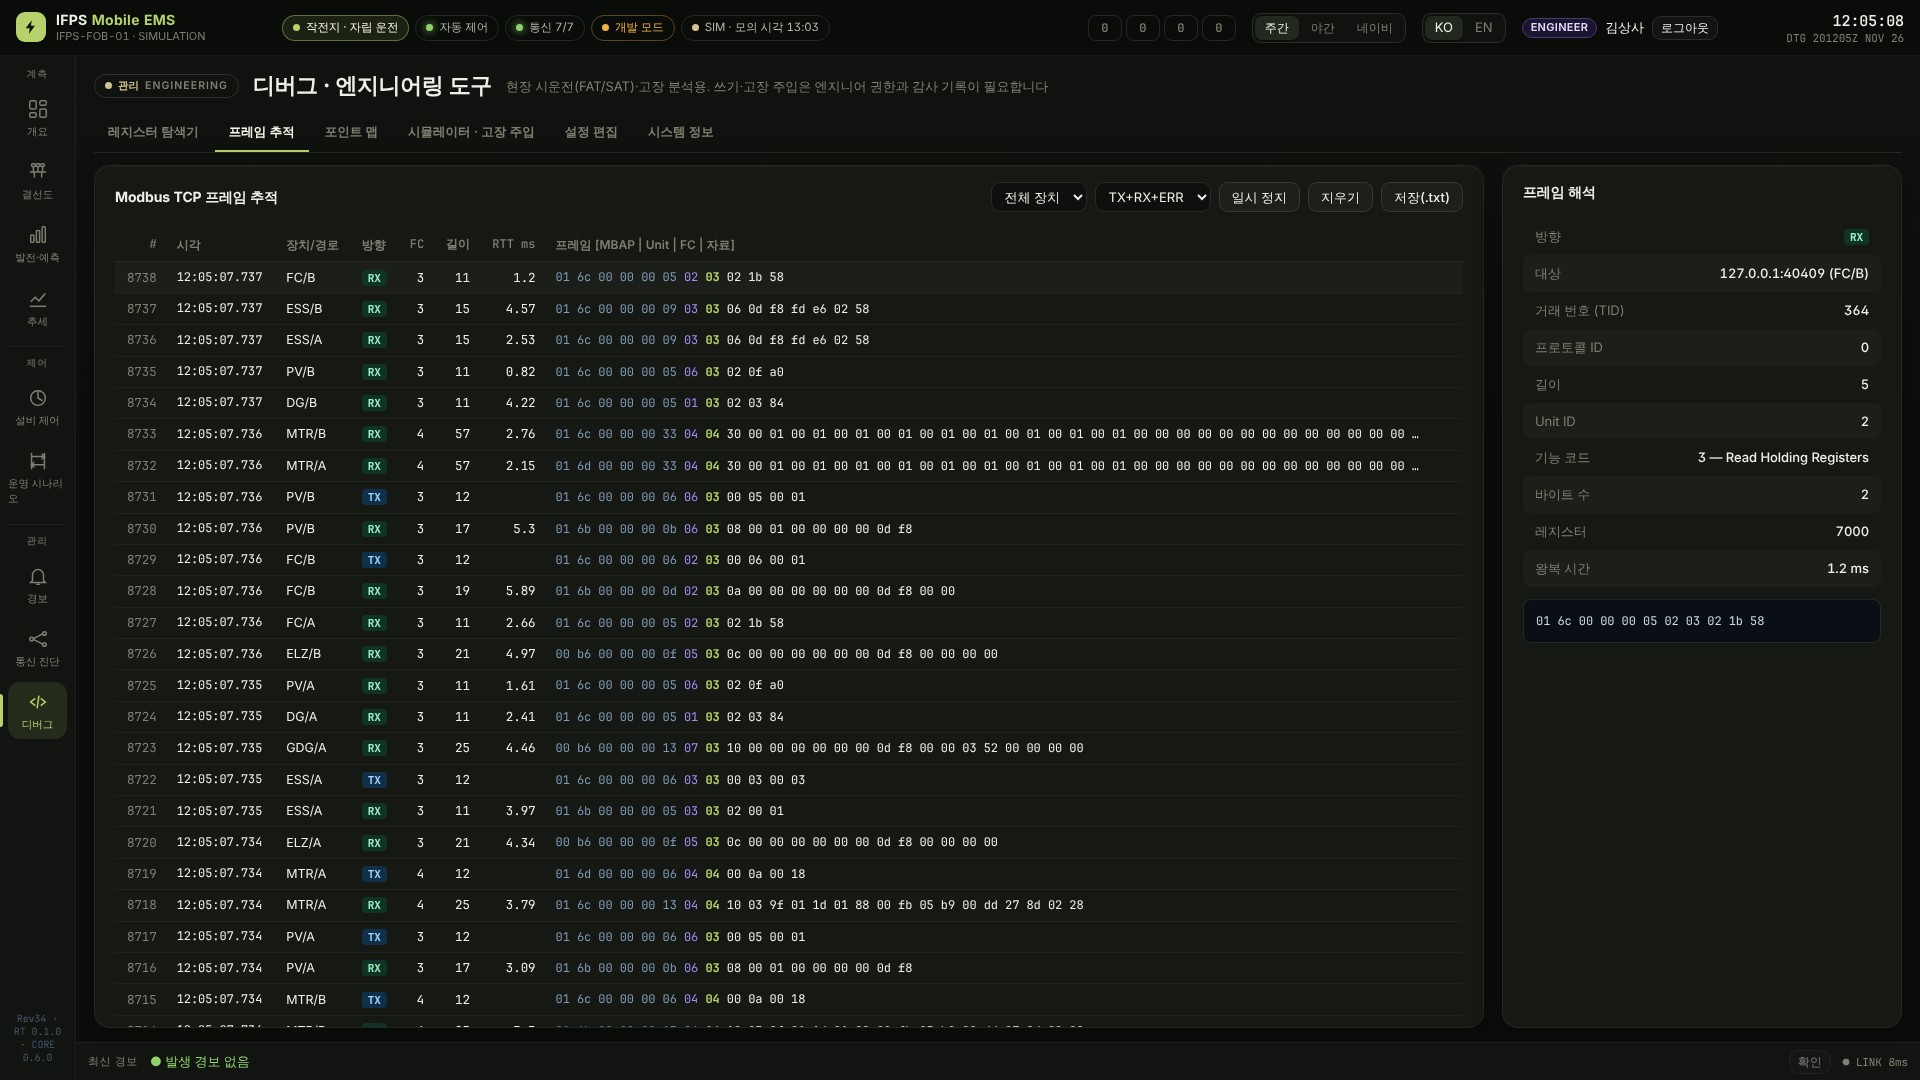 IFPS Mobile EMS
IFPS-FOB-01 · SIMULATION
작전지 · 자립 운전
자동 제어
통신 7/7
개발 모드
SIM · 모의 시각 13:03
0 0 0 0
주간 야간 네이비
KO EN
ENGINEER 김상사 로그아웃
12:05:08
DTG 201205Z NOV 26
계측
개요
결선도
발전·예측
추세
제어
설비 제어
운영 시나리
오
관리
경보
통신 진단
디버그
Rev34 ·
RT 0.1.0
· CORE
0.6.0
관리 ENGINEERING
디버그 · 엔지니어링 도구
현장 시운전(FAT/SAT)·고장 분석용. 쓰기·고장 주입은 엔지니어 권한과 감사 기록이 필요합니다
레지스터 탐색기 프레임 추적 포인트 맵 시뮬레이터 · 고장 주입 설정 편집 시스템 정보
Modbus TCP 프레임 추적
전체 장치 TX+RX+ERR 일시 정지 지우기 저장(.txt)
# 시각 장치/경로 방향 FC 길이 RTT ms 프레임 [MBAP | Unit | FC | 자료]
8738 12:05:07.737 FC/B RX 3 11 1.2 01 6c 00 00 00 05 02 03 02 1b 58
8737 12:05:07.737 ESS/B RX 3 15 4.57 01 6c 00 00 00 09 03 03 06 0d f8 fd e6 02 58
8736 12:05:07.737 ESS/A RX 3 15 2.53 01 6c 00 00 00 09 03 03 06 0d f8 fd e6 02 58
8735 12:05:07.737 PV/B RX 3 11 0.82 01 6c 00 00 00 05 06 03 02 0f a0
8734 12:05:07.737 DG/B RX 3 11 4.22 01 6c 00 00 00 05 01 03 02 03 84
8733 12:05:07.736 MTR/B RX 4 57 2.76 01 6c 00 00 00 33 04 04 30 00 01 00 01 00 01 00 01 00 01 00 01 00 01 00 01 00 01 00 00 00 00 00 00 00 00 00 00 00 00 00 …
8732 12:05:07.736 MTR/A RX 4 57 2.15 01 6d 00 00 00 33 04 04 30 00 01 00 01 00 01 00 01 00 01 00 01 00 01 00 01 00 01 00 00 00 00 00 00 00 00 00 00 00 00 00 …
8731 12:05:07.736 PV/B TX 3 12 01 6c 00 00 00 06 06 03 00 05 00 01
8730 12:05:07.736 PV/B RX 3 17 5.3 01 6b 00 00 00 0b 06 03 08 00 01 00 00 00 00 0d f8
8729 12:05:07.736 FC/B TX 3 12 01 6c 00 00 00 06 02 03 00 06 00 01
8728 12:05:07.736 FC/B RX 3 19 5.89 01 6b 00 00 00 0d 02 03 0a 00 00 00 00 00 00 0d f8 00 00
8727 12:05:07.736 FC/A RX 3 11 2.66 01 6c 00 00 00 05 02 03 02 1b 58
8726 12:05:07.736 ELZ/B RX 3 21 4.97 00 b6 00 00 00 0f 05 03 0c 00 00 00 00 00 00 0d f8 00 00 00 00
8725 12:05:07.735 PV/A RX 3 11 1.61 01 6c 00 00 00 05 06 03 02 0f a0
8724 12:05:07.735 DG/A RX 3 11 2.41 01 6c 00 00 00 05 01 03 02 03 84
8723 12:05:07.735 GDG/A RX 3 25 4.46 00 b6 00 00 00 13 07 03 10 00 00 00 00 00 00 0d f8 00 00 03 52 00 00 00 00
8722 12:05:07.735 ESS/A TX 3 12 01 6c 00 00 00 06 03 03 00 03 00 03
8721 12:05:07.735 ESS/A RX 3 11 3.97 01 6b 00 00 00 05 03 03 02 00 01
8720 12:05:07.734 ELZ/A RX 3 21 4.34 00 b6 00 00 00 0f 05 03 0c 00 00 00 00 00 00 0d f8 00 00 00 00
8719 12:05:07.734 MTR/A TX 4 12 01 6d 00 00 00 06 04 04 00 0a 00 18
8718 12:05:07.734 MTR/A RX 4 25 3.79 01 6c 00 00 00 13 04 04 10 03 9f 01 1d 01 88 00 fb 05 b9 00 dd 27 8d 02 28
8717 12:05:07.734 PV/A TX 3 12 01 6c 00 00 00 06 06 03 00 05 00 01
8716 12:05:07.734 PV/A RX 3 17 3.09 01 6b 00 00 00 0b 06 03 08 00 01 00 00 00 00 0d f8
8715 12:05:07.734 MTR/B TX 4 12 01 6c 00 00 00 06 04 04 00 0a 00 18
프레임 해석
방향 RX
대상 127.0.0.1:40409 (FC/B)
거래 번호 (TID) 364
프로토콜 ID 0
길이 5
Unit ID 2
기능 코드 3 — Read Holding Registers
바이트 수 2
레지스터 7000
왕복 시간 1.2 ms
01 6c 00 00 00 05 02 03 02 1b 58
최신 경보 발생 경보 없음
확인 LINK 8ms